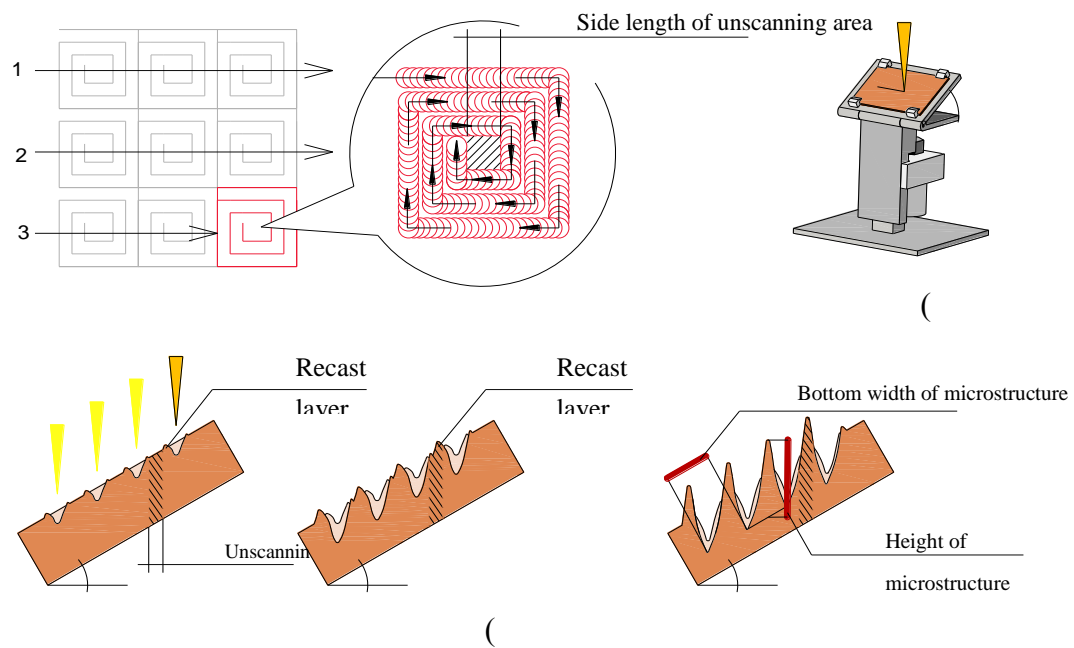 Side length of unscanning area
1
2
3
(
Recast
layer
Recast
layer
Bottom width of microstructure
Unscannin
Height of
microstructure
(